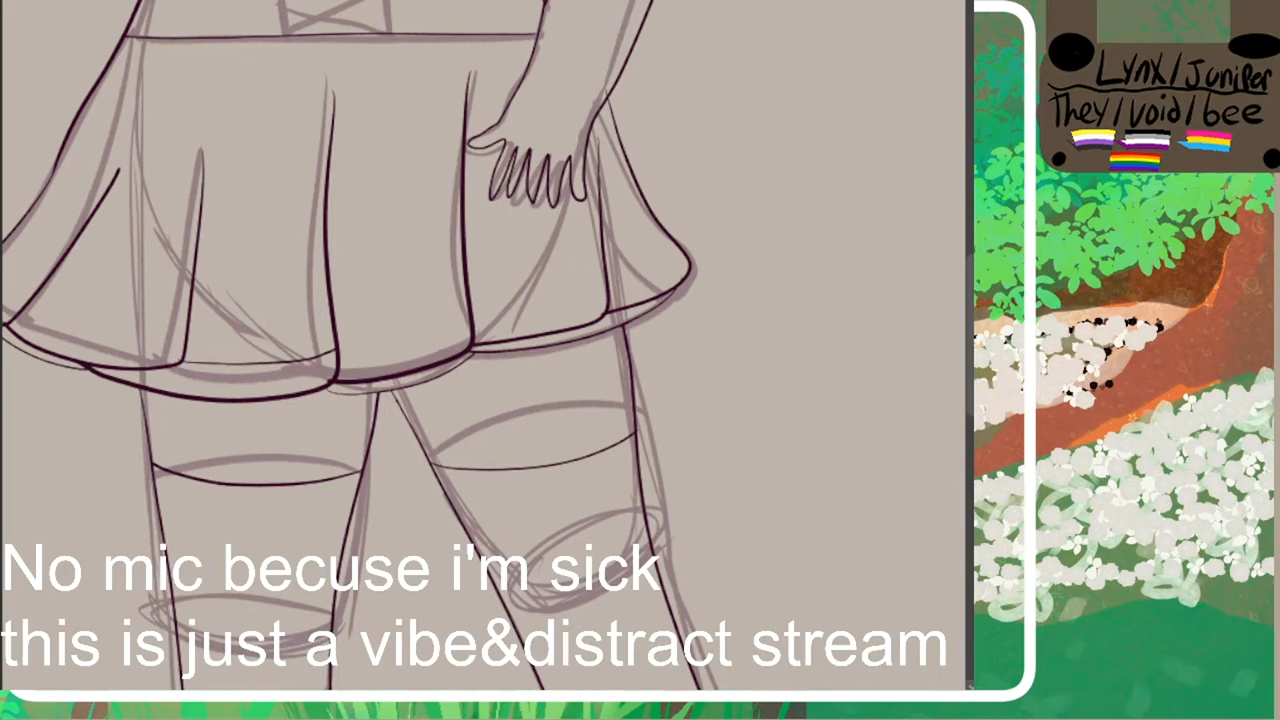 Lynx/Juniper
They/void/bee
No mic becuse i'm sick
this is just a vibe&distract stream